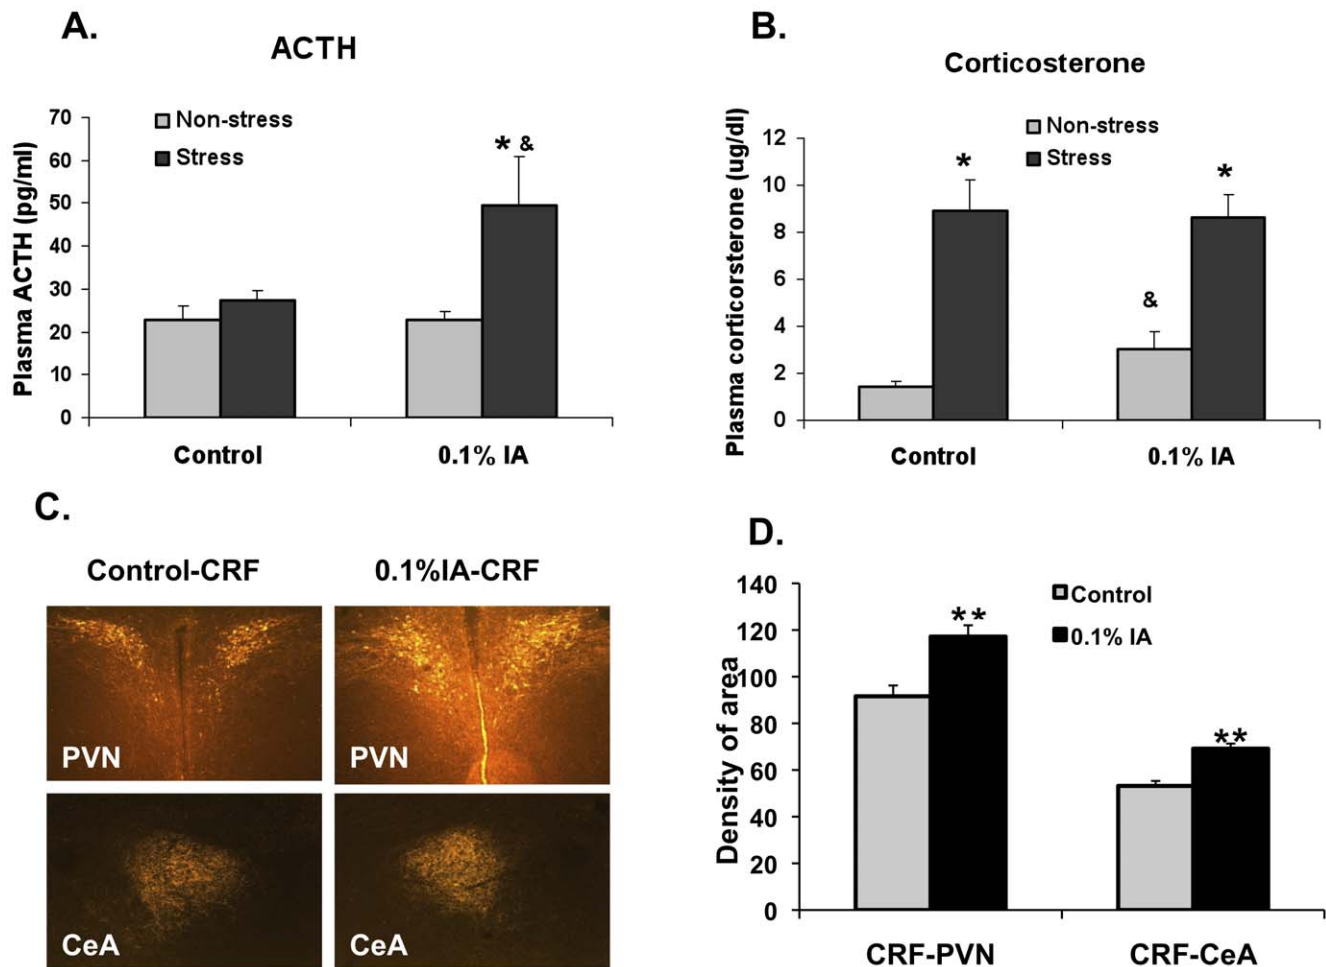 A.
ACTH
Plasma ACTH (pg/ml)
70
60
50
40
30
20
10
0
Non-stress
Stress
* &
Control
0.1% IA
B.
Corticosterone
Plasma corticorsterone (ug/dl)
12
10
8
6
4
2
0
Non-stress
Stress
*
&
*
Control
0.1% IA
C.
Control-CRF
0.1%IA-CRF
PVN
PVN
CeA
CeA
D.
Density of area
140
120
100
80
60
40
20
0
Control
0.1% IA
**
**
CRF-PVN
CRF-CeA